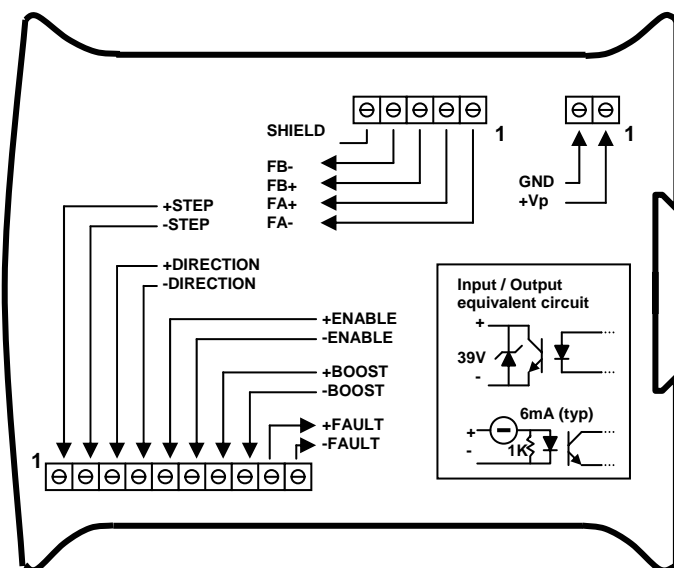 SHIELD
1
1
FB-
FB+
FA+
FA-
GND
+Vp
+STEP
-STEP
+DIRECTION
-DIRECTION
+ENABLE
-ENABLE
+BOOST
-BOOST
+FAULT
-FAULT
1
Input / Output
equivalent circuit
+
39V
-
6mA (typ)
+
1K
-